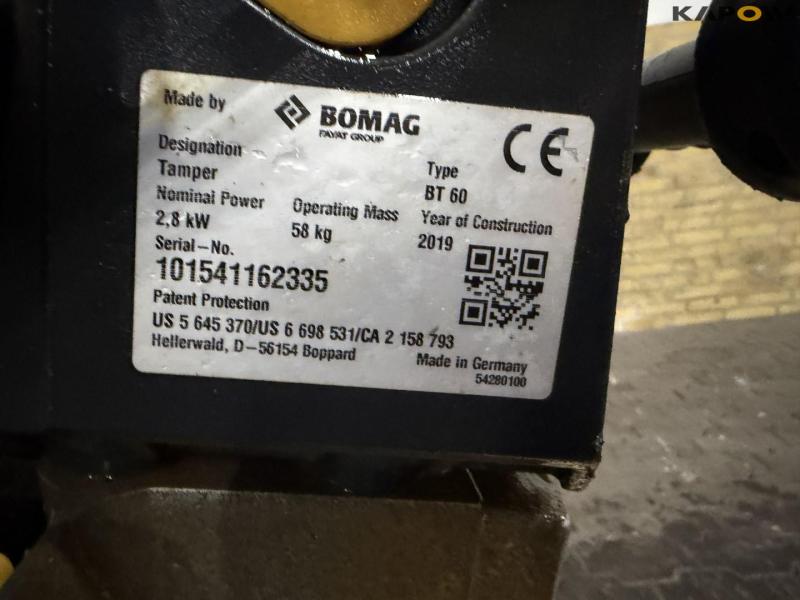 KAPOW
Made by
BOMAG
FAYAT GROUP
CE
Designation
Tamper
Type
BT 60
Nominal Power
2,8 kW
Operating Mass
58 kg
Year of Construction
2019
Serial-No.
101541162335
Patent Protection
US 5 645 370/US 6 698 531/CA 2 158 793
Hellerwald, D-56154 Boppard
Made in Germany
54280100